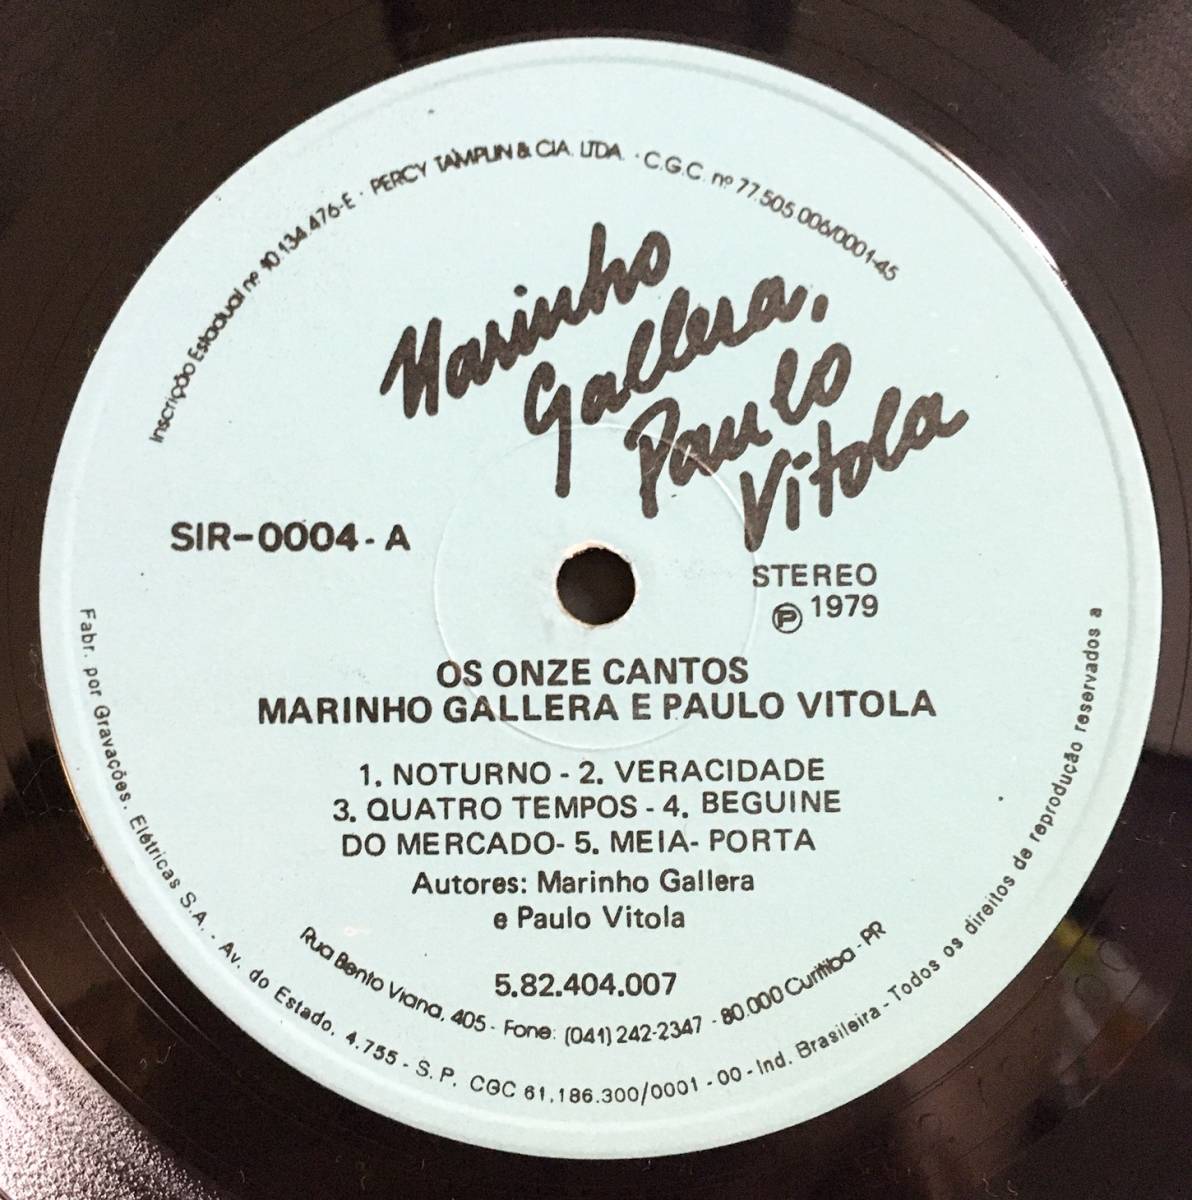 Inscrição Estadual nº 10.134.476-E · PERCY TAMPLIN & CIA. LTDA. · C.G.C. nº 77.505.006/0001-45
Marinho
Gallera,
Paulo
Vitola
SIR-0004 - A
STEREO
℗ 1979
OS ONZE CANTOS
MARINHO GALLERA E PAULO VITOLA
1. NOTURNO - 2. VERACIDADE
3. QUATRO TEMPOS - 4. BEGUINE
DO MERCADO- 5. MEIA- PORTA
Autores: Marinho Gallera
e Paulo Vitola
5.82.404.007
Rua Bento Viana, 405 - Fone: (041) 242-2347 - 80.000 Curitiba - PR
Fabr. por Gravações. Elétricas S.A. - Av. do Estado, 4.755 - S. P. CGC 61.186.300/0001 - 00 - Ind. Brasileira - Todos os direitos de reprodução reservados a